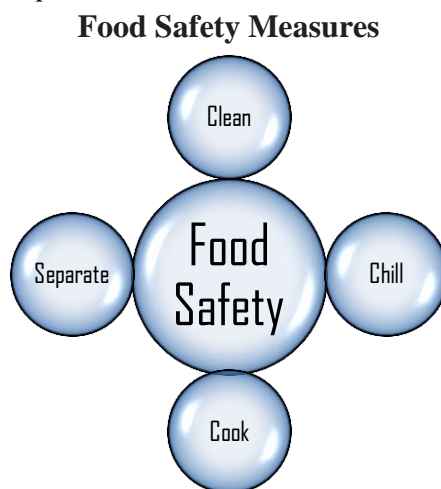 Food Safety Measures
Clean
Separate
Food
Safety
Chill
Cook